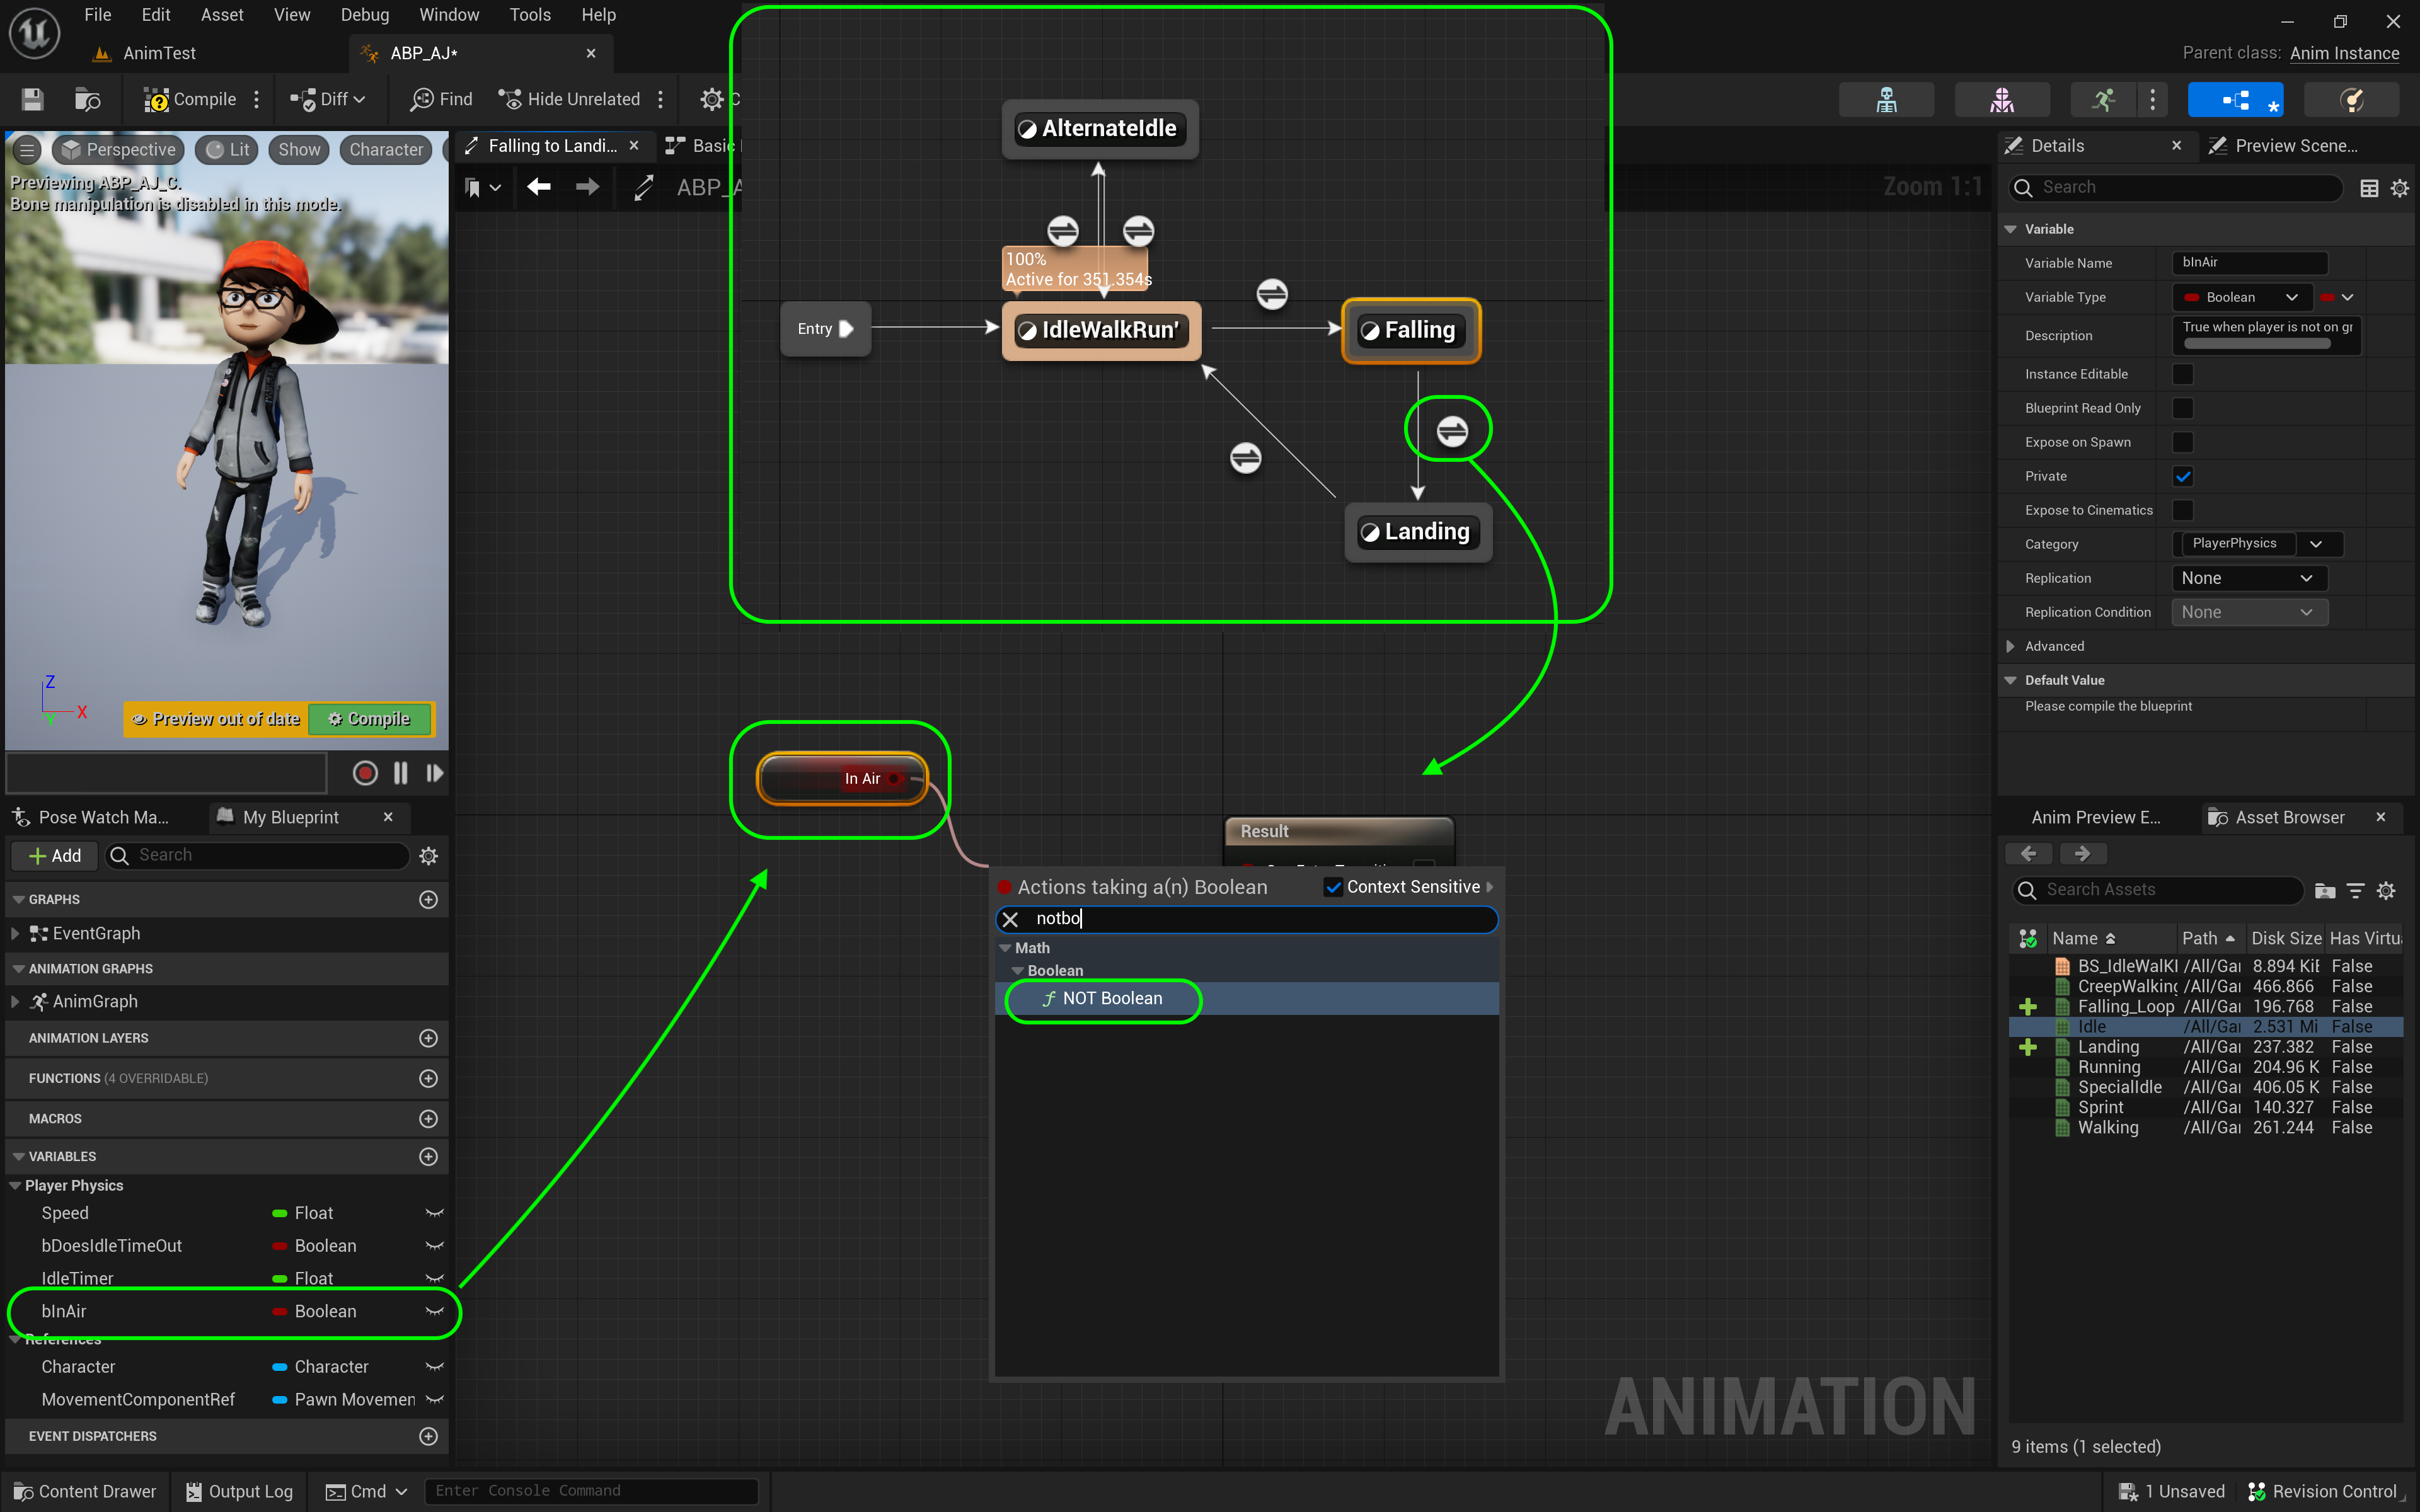 File Edit Asset View Debug Window Tools Help
AnimTest
ABP_AJ*
Parent class: Anim Instance
Compile
Diff
Find
Hide Unrelated
Perspective
Lit
Show
Character
Previewing ABP_AJ_C.
Bone manipulation is disabled in this mode.
Z
X
Y
Preview out of date
Compile
Falling to Landi...
Basic
ABP_A
Zoom 1:1
AlternateIdle
100%
Active for 351.354s
Entry
IdleWalkRun'
Falling
Landing
In Air
Result
Actions taking a(n) Boolean
Context Sensitive
notbo
Math
Boolean
f NOT Boolean
ANIMATION
Pose Watch Ma...
My Blueprint
Add
Search
GRAPHS
EventGraph
ANIMATION GRAPHS
AnimGraph
ANIMATION LAYERS
FUNCTIONS (4 OVERRIDABLE)
MACROS
VARIABLES
Player Physics
Speed Float
bDoesIdleTimeOut Boolean
IdleTimer Float
bInAir Boolean
References
Character Character
MovementComponentRef Pawn Movemen
EVENT DISPATCHERS
Details
Preview Scene...
Search
Variable
Variable Name bInAir
Variable Type Boolean
Description True when player is not on gr
Instance Editable
Blueprint Read Only
Expose on Spawn
Private
Expose to Cinematics
Category PlayerPhysics
Replication None
Replication Condition None
Advanced
Default Value
Please compile the blueprint
Anim Preview E...
Asset Browser
Search Assets
Name Path Disk Size Has Virtu
BS_IdleWalkI /All/Gai 8.894 KiE False
CreepWalking /All/Gai 466.866 False
Falling_Loop /All/Gai 196.768 False
Idle /All/Gai 2.531 Mi False
Landing /All/Gai 237.382 False
Running /All/Gai 204.96 K False
SpecialIdle /All/Gai 406.05 K False
Sprint /All/Gai 140.327 False
Walking /All/Gai 261.244 False
9 items (1 selected)
Content Drawer
Output Log
Cmd
Enter Console Command
1 Unsaved
Revision Control